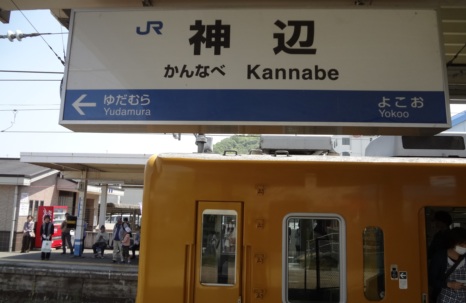 JR 神辺
かんなべ Kannabe
← ゆだむら よこお
Yudamura Yokoo